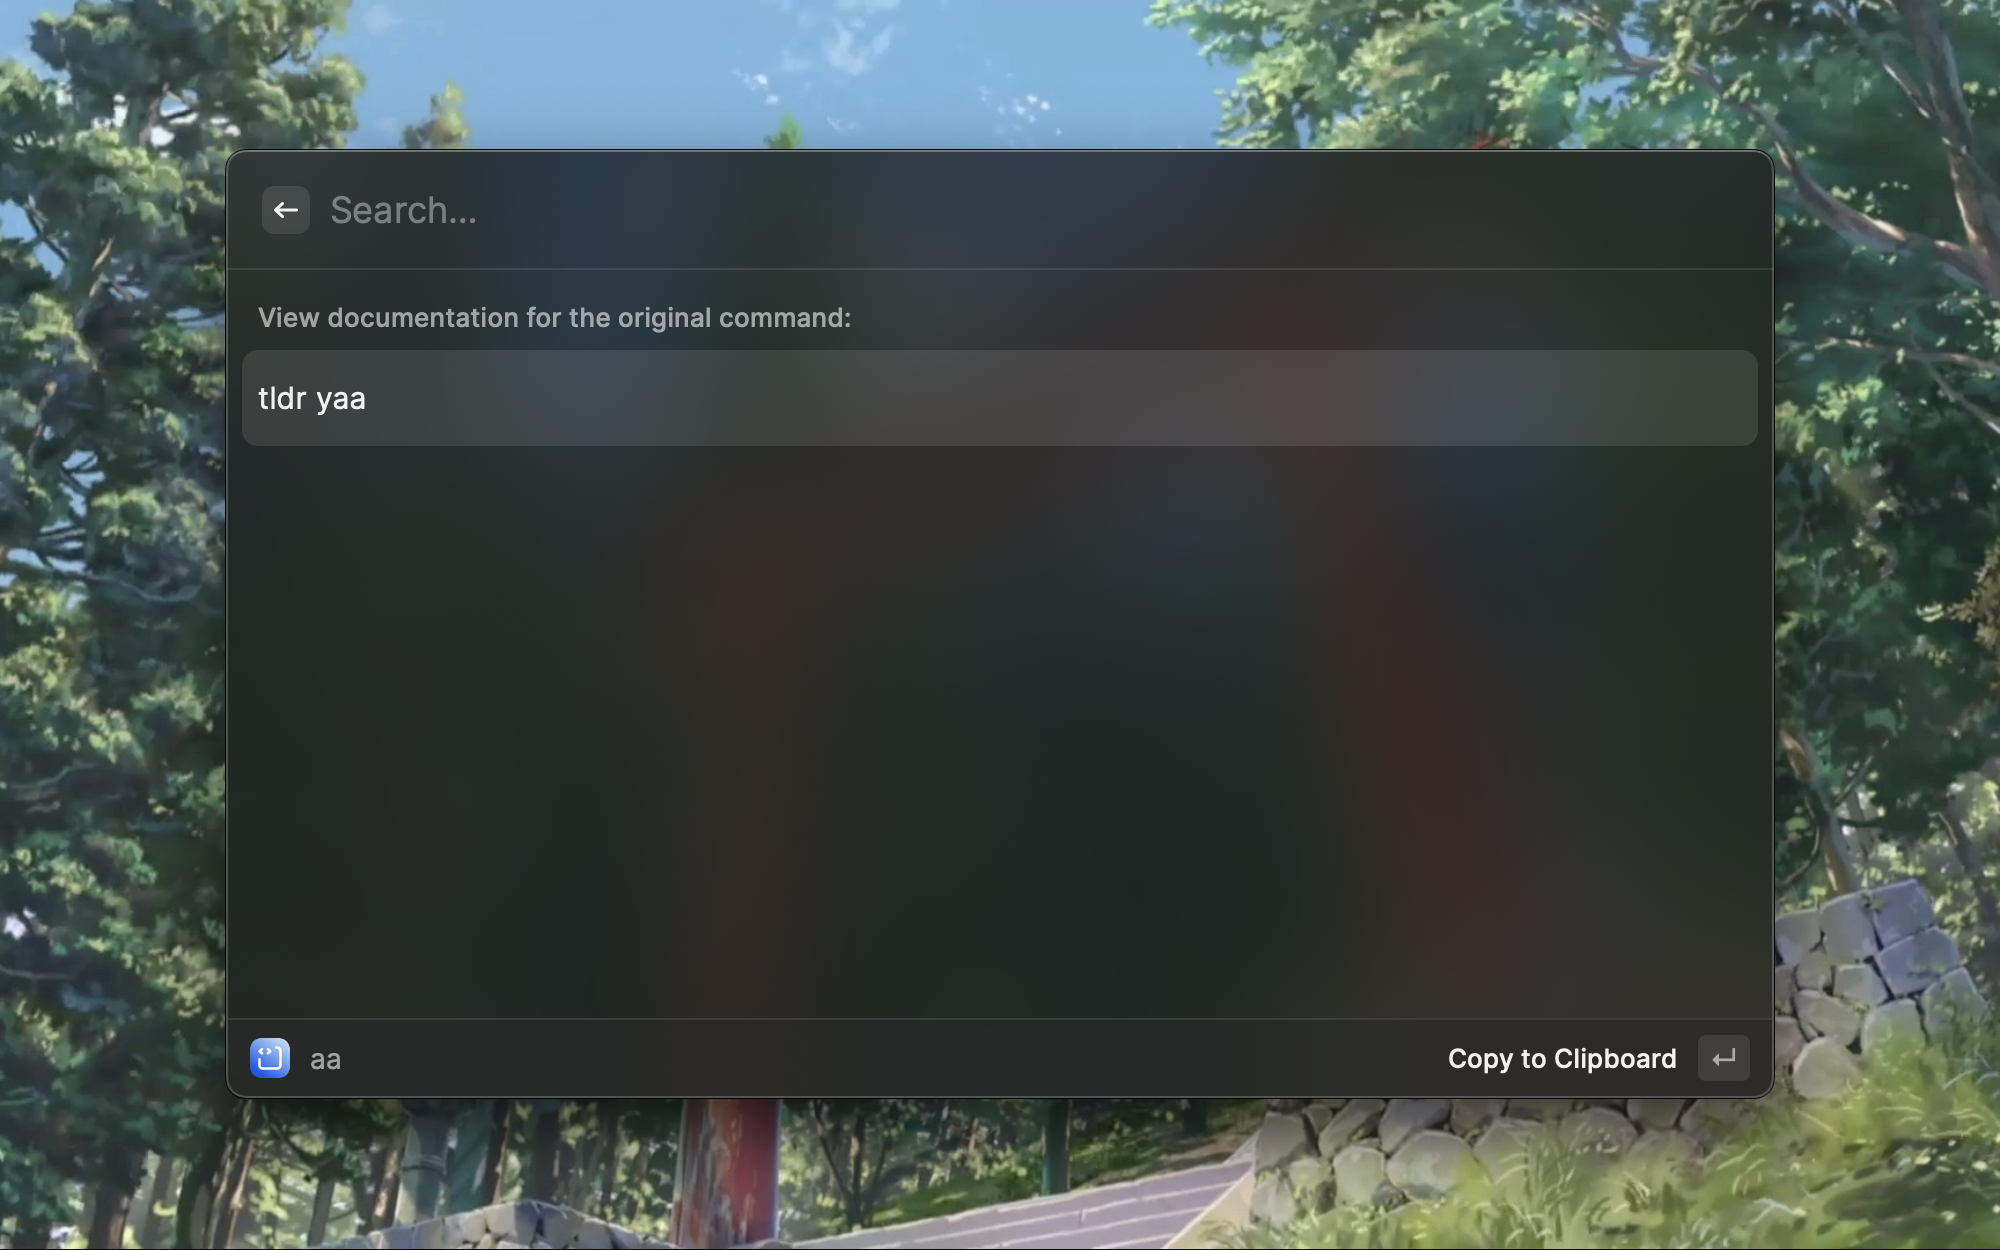 Search...
View documentation for the original command:
tldr yaa
aa
Copy to Clipboard